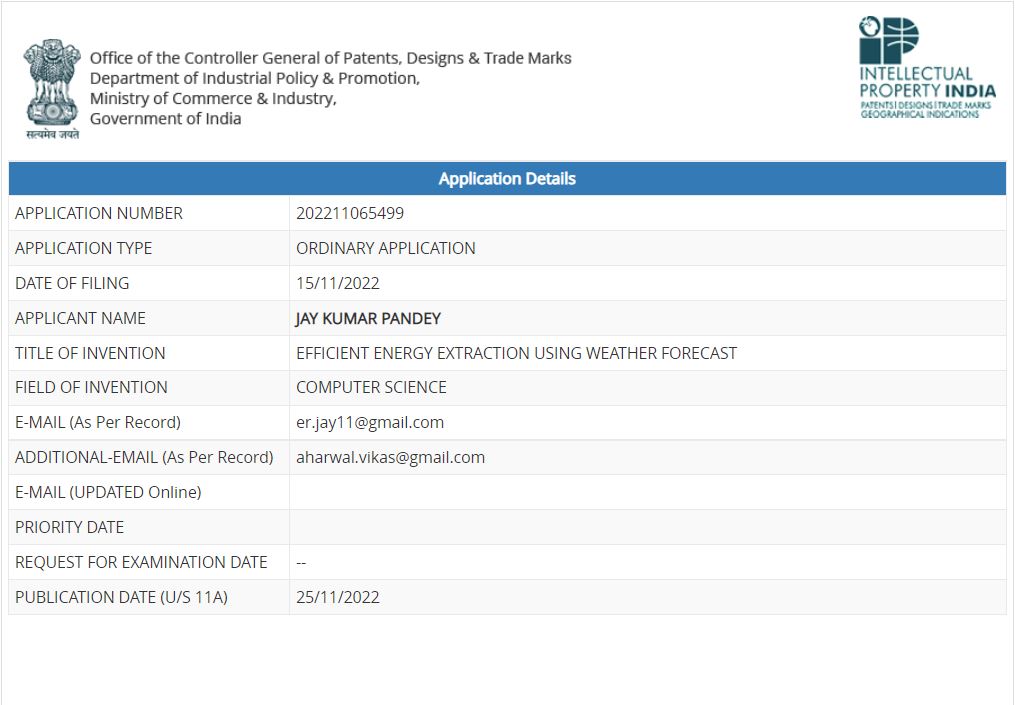 Office of the Controller General of Patents, Designs & Trade Marks
Department of Industrial Policy & Promotion,
Ministry of Commerce & Industry,
Government of India
सत्यमेव जयते
INTELLECTUAL
PROPERTY INDIA
PATENTS | DESIGNS | TRADE MARKS
GEOGRAPHICAL INDICATIONS
Application Details
APPLICATION NUMBER 202211065499
APPLICATION TYPE ORDINARY APPLICATION
DATE OF FILING 15/11/2022
APPLICANT NAME JAY KUMAR PANDEY
TITLE OF INVENTION EFFICIENT ENERGY EXTRACTION USING WEATHER FORECAST
FIELD OF INVENTION COMPUTER SCIENCE
E-MAIL (As Per Record) er.jay11@gmail.com
ADDITIONAL-EMAIL (As Per Record) aharwal.vikas@gmail.com
E-MAIL (UPDATED Online)
PRIORITY DATE
REQUEST FOR EXAMINATION DATE --
PUBLICATION DATE (U/S 11A) 25/11/2022